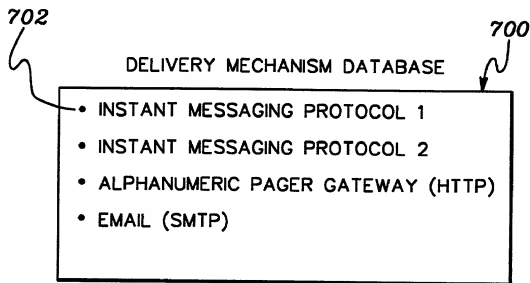 702
700
DELIVERY MECHANISM DATABASE
• INSTANT MESSAGING PROTOCOL 1
• INSTANT MESSAGING PROTOCOL 2
• ALPHANUMERIC PAGER GATEWAY (HTTP)
• EMAIL (SMTP)